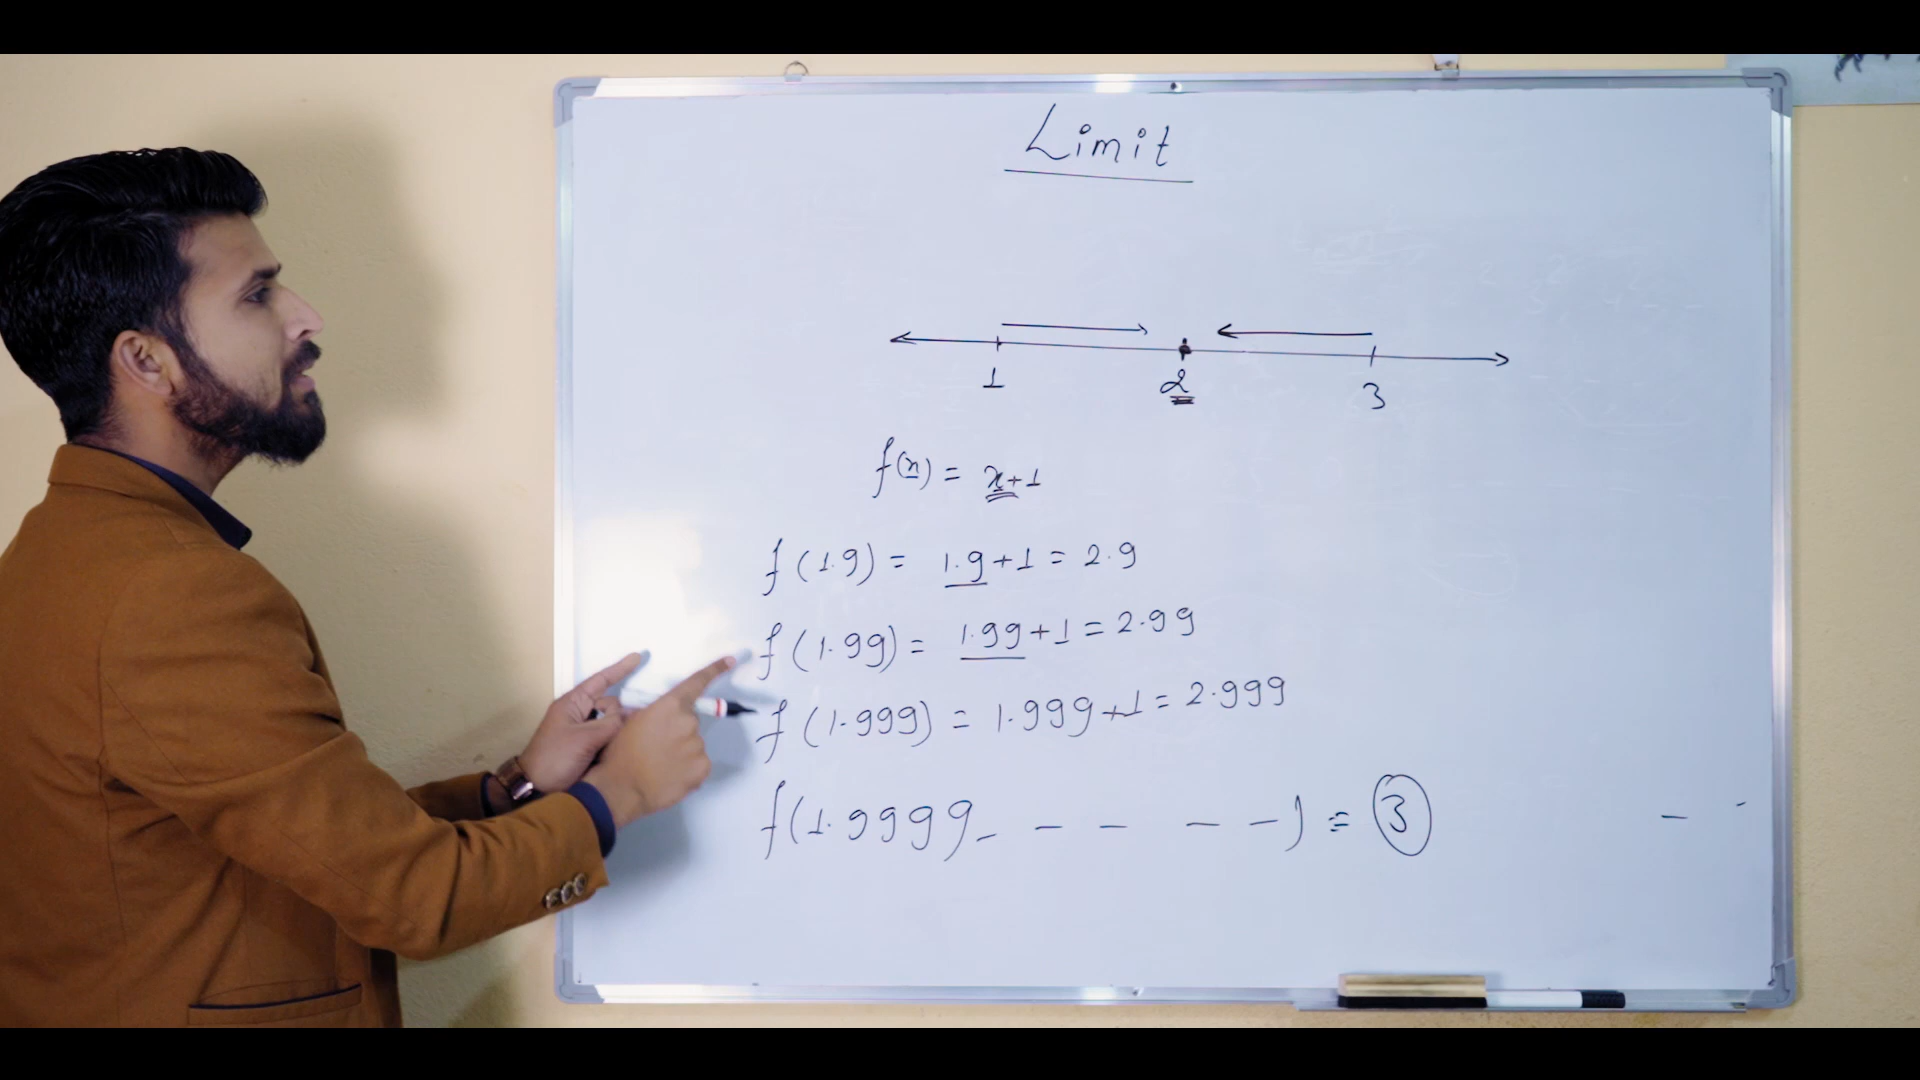 Limit
1 2 3
f(x) = x+1
f(1.9) = 1.9+1 = 2.9
f(1.99) = 1.99+1 = 2.99
f(1.999) = 1.999+1 = 2.999
f(1.9999_ _ _ _ _) = 3 _ -